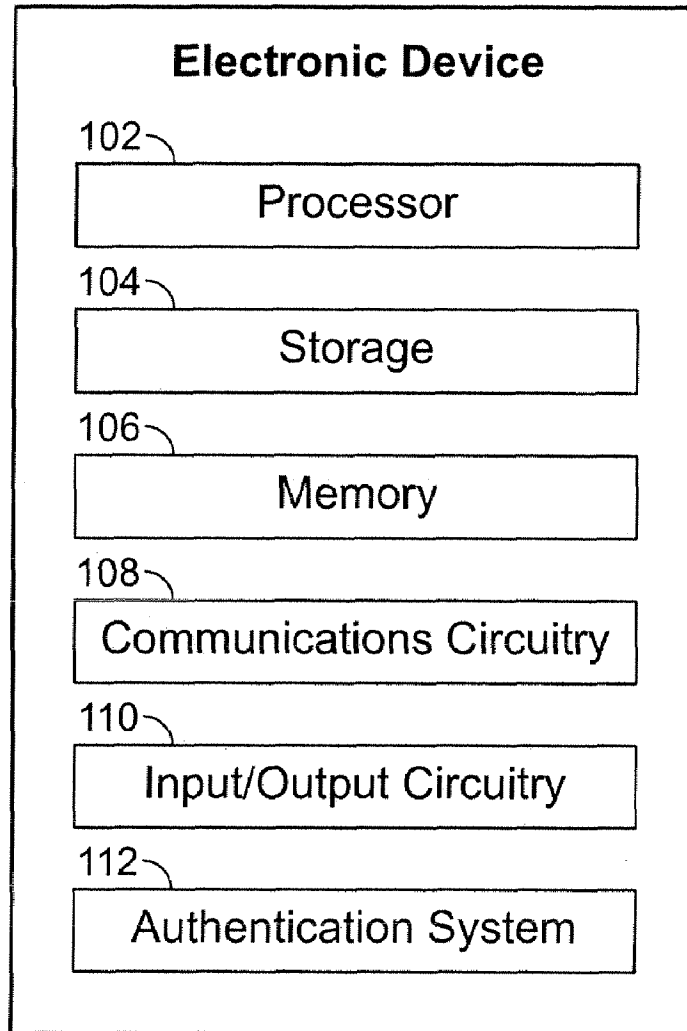 Electronic Device
102
Processor
104
Storage
106
Memory
108
Communications Circuitry
110
Input/Output Circuitry
112
Authentication System